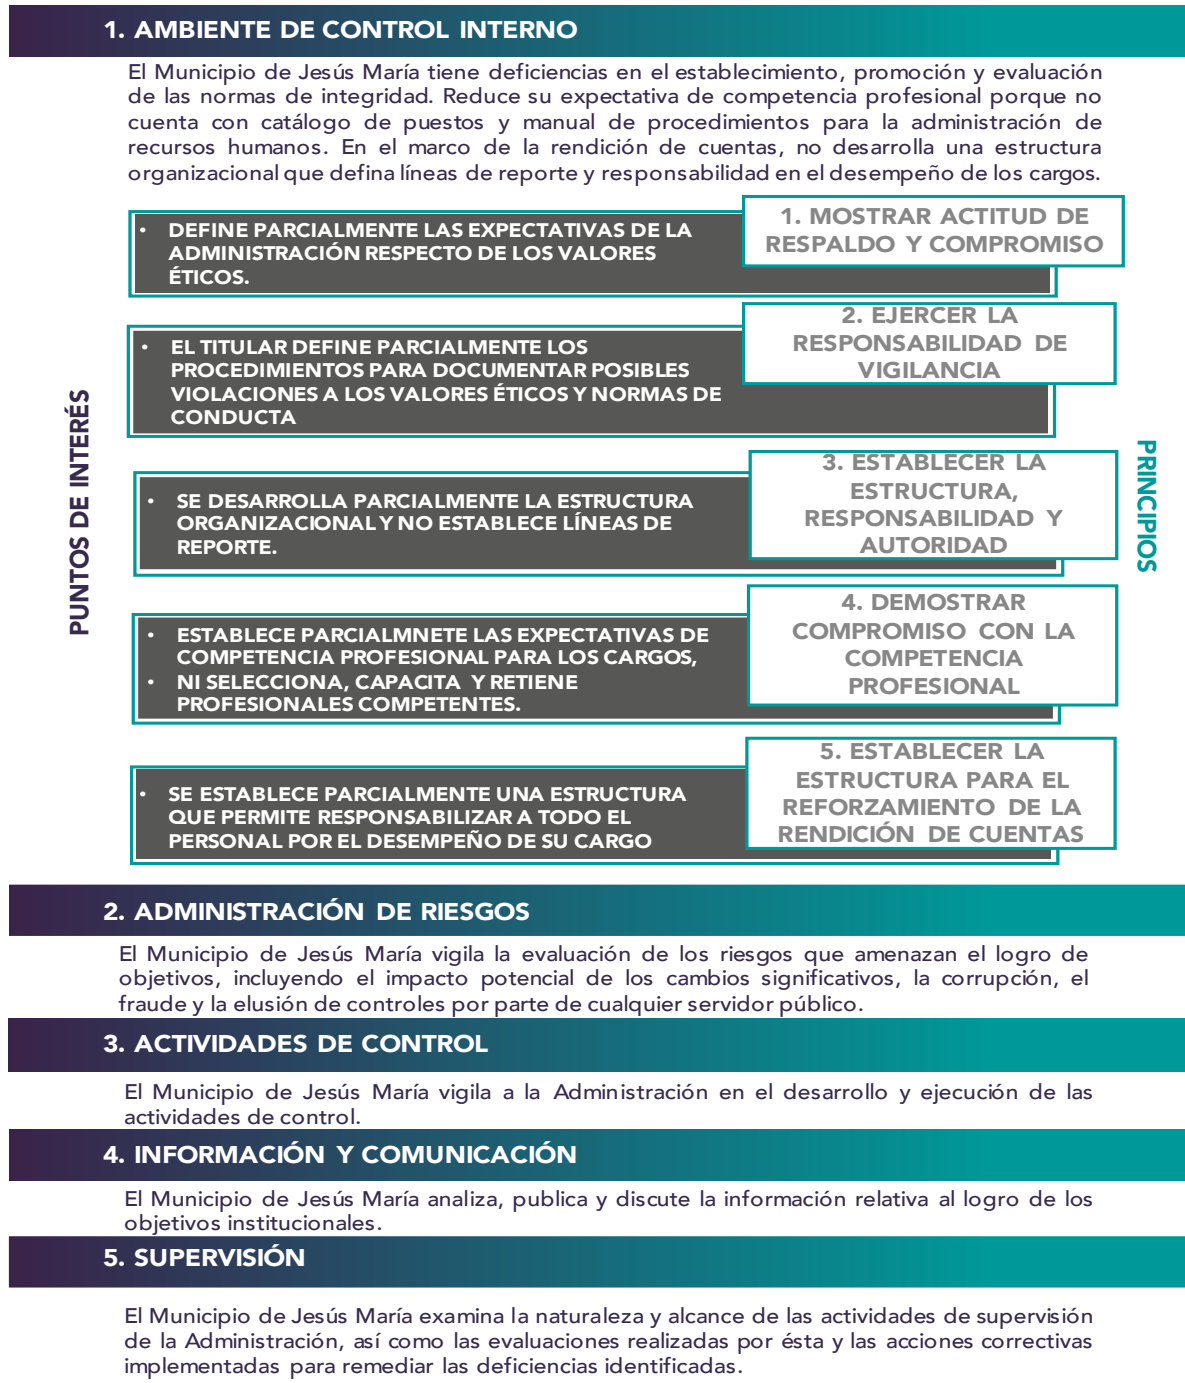 1. AMBIENTE DE CONTROL INTERNO
El Municipio de Jesús María tiene deficiencias en el establecimiento, promoción y evaluación
de las normas de integridad. Reduce su expectativa de competencia profesional porque no
cuenta con catálogo de puestos y manual de procedimientos para la administración de
recursos humanos. En el marco de la rendición de cuentas, no desarrolla una estructura
organizacional que defina líneas de reporte y responsabilidad en el desempeño de los cargos.
PUNTOS DE INTERÉS
• DEFINE PARCIALMENTE LAS EXPECTATIVAS DE LA
ADMINISTRACIÓN RESPECTO DE LOS VALORES
ÉTICOS.
1. MOSTRAR ACTITUD DE
RESPALDO Y COMPROMISO
• EL TITULAR DEFINE PARCIALMENTE LOS
PROCEDIMIENTOS PARA DOCUMENTAR POSIBLES
VIOLACIONES A LOS VALORES ÉTICOS Y NORMAS DE
CONDUCTA
2. EJERCER LA
RESPONSABILIDAD DE
VIGILANCIA
• SE DESARROLLA PARCIALMENTE LA ESTRUCTURA
ORGANIZACIONAL Y NO ESTABLECE LÍNEAS DE
REPORTE.
3. ESTABLECER LA
ESTRUCTURA,
RESPONSABILIDAD Y
AUTORIDAD
• ESTABLECE PARCIALMNETE LAS EXPECTATIVAS DE
COMPETENCIA PROFESIONAL PARA LOS CARGOS,
• NI SELECCIONA, CAPACITA Y RETIENE
PROFESIONALES COMPETENTES.
4. DEMOSTRAR
COMPROMISO CON LA
COMPETENCIA
PROFESIONAL
• SE ESTABLECE PARCIALMENTE UNA ESTRUCTURA
QUE PERMITE RESPONSABILIZAR A TODO EL
PERSONAL POR EL DESEMPEÑO DE SU CARGO
5. ESTABLECER LA
ESTRUCTURA PARA EL
REFORZAMIENTO DE LA
RENDICIÓN DE CUENTAS
PRINCIPIOS
2. ADMINISTRACIÓN DE RIESGOS
El Municipio de Jesús María vigila la evaluación de los riesgos que amenazan el logro de
objetivos, incluyendo el impacto potencial de los cambios significativos, la corrupción, el
fraude y la elusión de controles por parte de cualquier servidor público.
3. ACTIVIDADES DE CONTROL
El Municipio de Jesús María vigila a la Administración en el desarrollo y ejecución de las
actividades de control.
4. INFORMACIÓN Y COMUNICACIÓN
El Municipio de Jesús María analiza, publica y discute la información relativa al logro de los
objetivos institucionales.
5. SUPERVISIÓN
El Municipio de Jesús María examina la naturaleza y alcance de las actividades de supervisión
de la Administración, así como las evaluaciones realizadas por ésta y las acciones correctivas
implementadas para remediar las deficiencias identificadas.